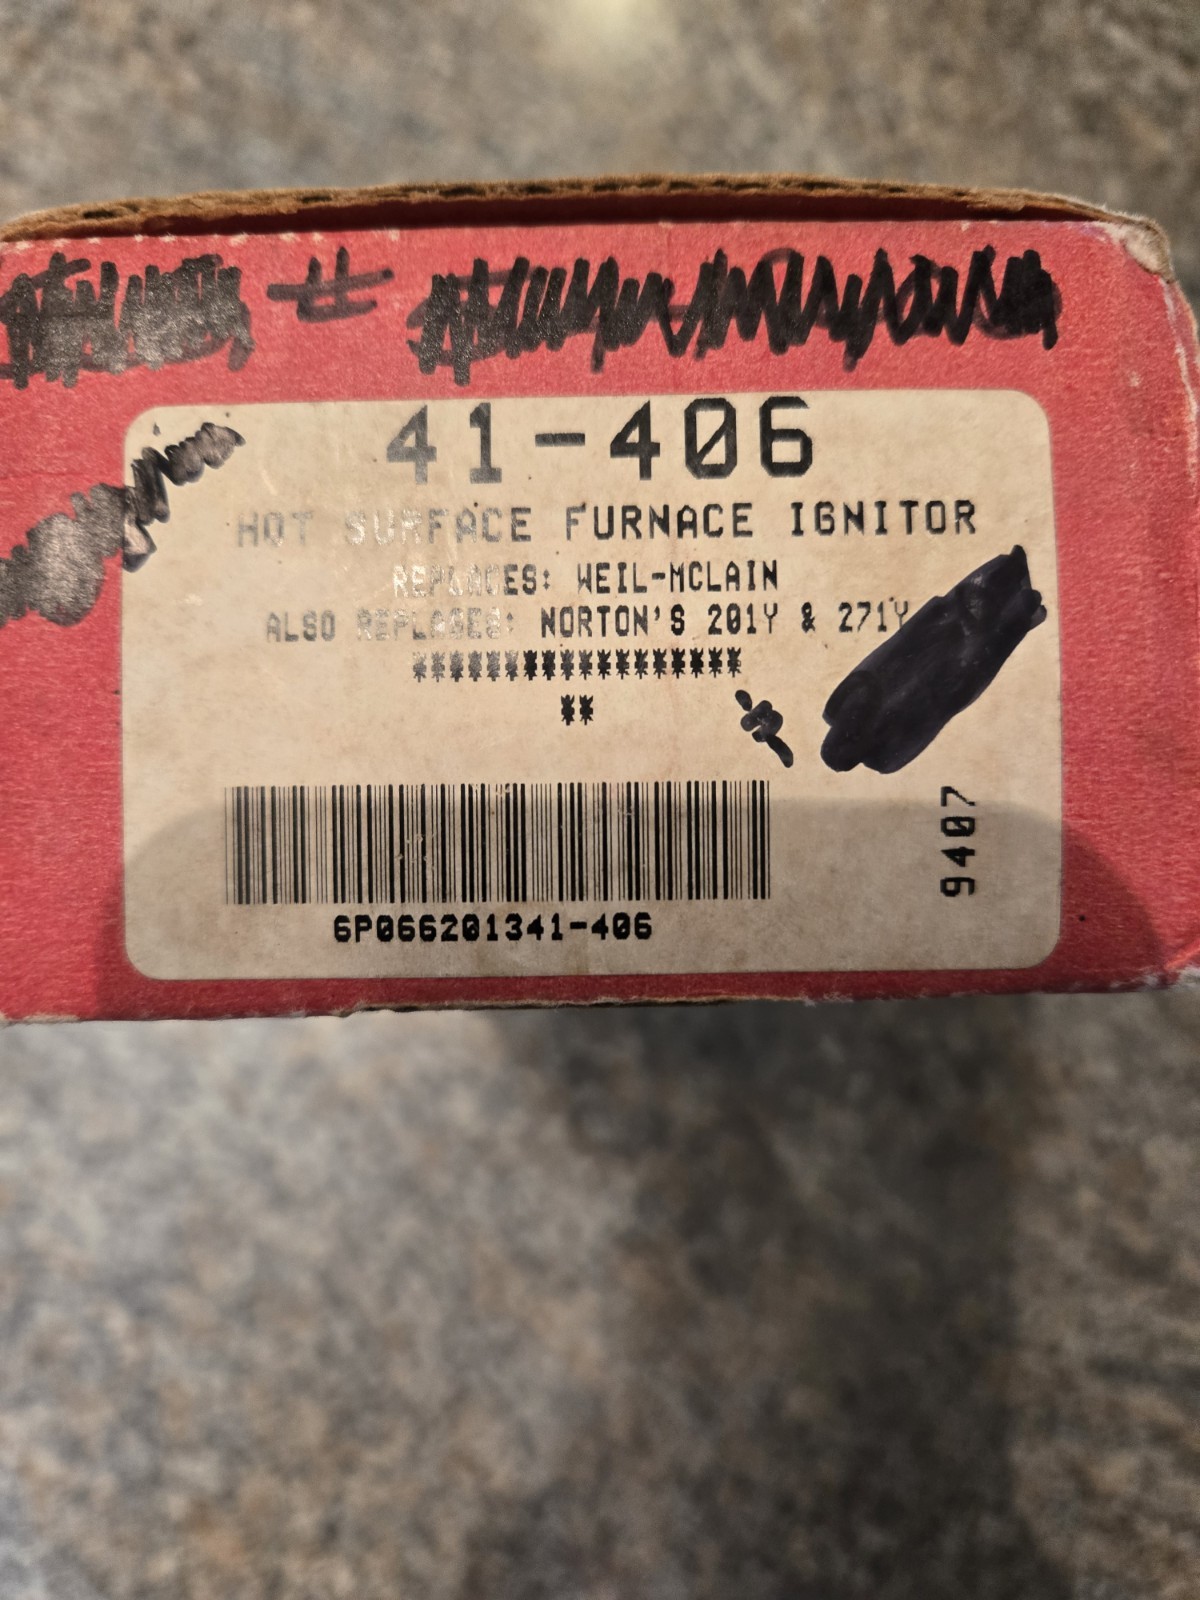 #
41-406
HOT SURFACE FURNACE IGNITOR
REPLACES: WEIL-MCLAIN
ALSO REPLACES: NORTON'S 201Y & 271Y
******************
**
9407
6P066201341-406